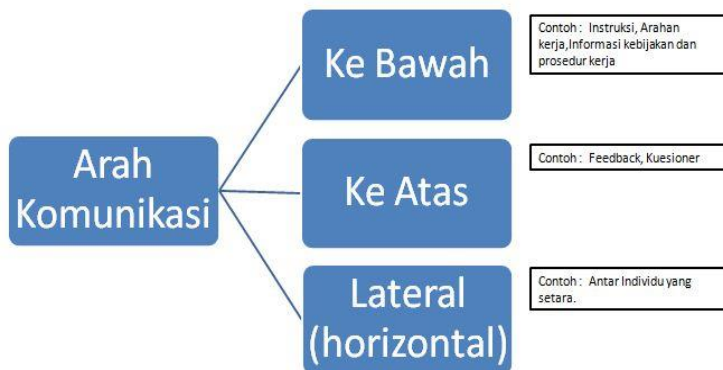 Arah
Komunikasi
Ke Bawah
Contoh : Instruksi, Arahan
kerja,Informasi kebijakan dan
prosedur kerja
Ke Atas
Contoh : Feedback, Kuesioner
Lateral
(horizontal)
Contoh : Antar Individu yang
setara.